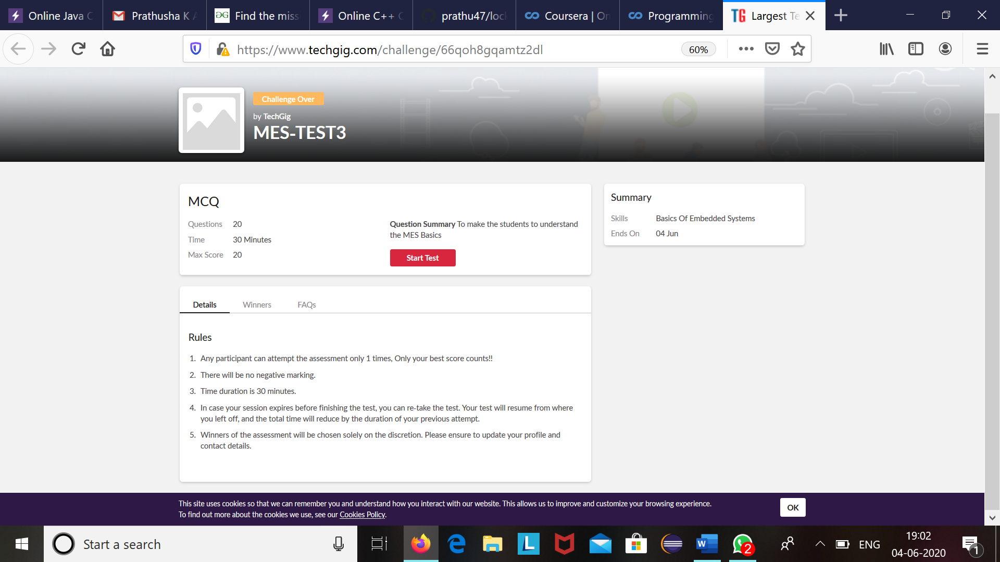 Online Java C
Prathusha K A
Find the miss
Online C++ C
prathu47/loc
Coursera | On
Programming
TG Largest Te
https://www.techgig.com/challenge/66qoh8gqamtz2dl
60%
Challenge Over
by TechGig
MES-TEST3
MCQ
Questions 20
Time 30 Minutes
Max Score 20
Question Summary To make the students to understand
the MES Basics
Start Test
Summary
Skills Basics Of Embedded Systems
Ends On 04 Jun
Details Winners FAQs
Rules
1. Any participant can attempt the assessment only 1 times, Only your best score counts!!
2. There will be no negative marking.
3. Time duration is 30 minutes.
4. In case your session expires before finishing the test, you can re-take the test. Your test will resume from where
you left off, and the total time will reduce by the duration of your previous attempt.
5. Winners of the assessment will be chosen solely on the discretion. Please ensure to update your profile and
contact details.
This site uses cookies so that we can remember you and understand how you interact with our website. This allows us to improve and customize your browsing experience.
To find out more about the cookies we use, see our Cookies Policy.
OK
Start a search
L
W
2
ENG
19:02
04-06-2020
1